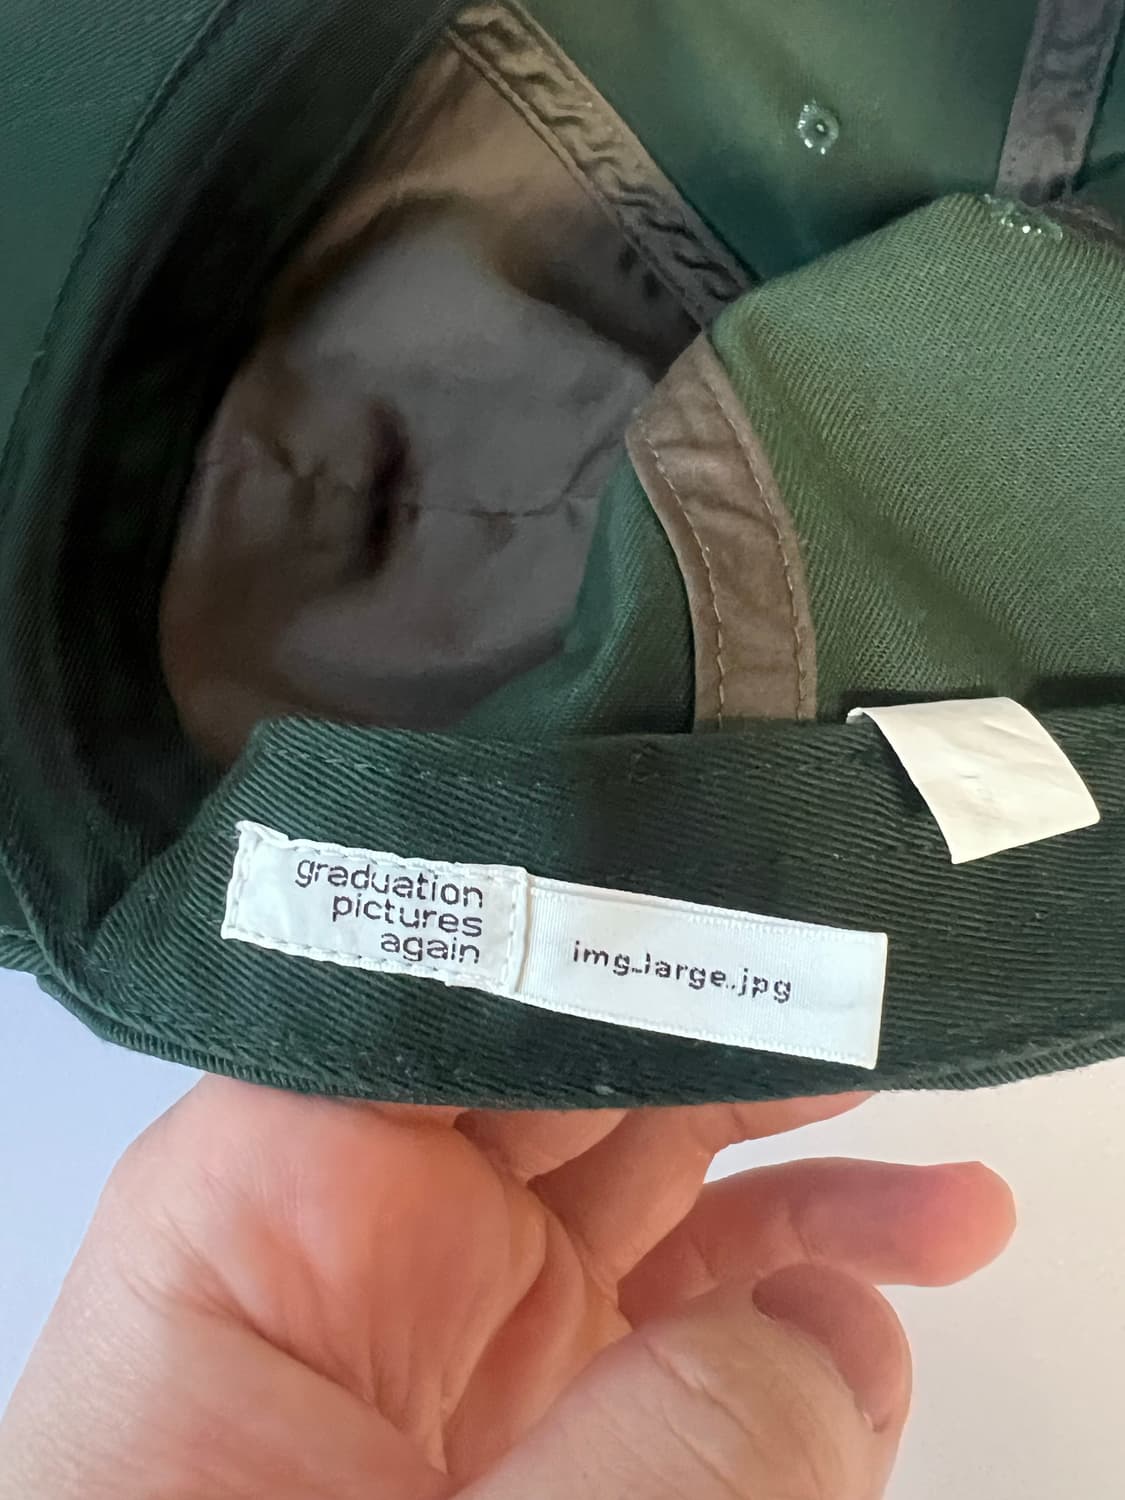 graduation
pictures
again
img_large.jpg